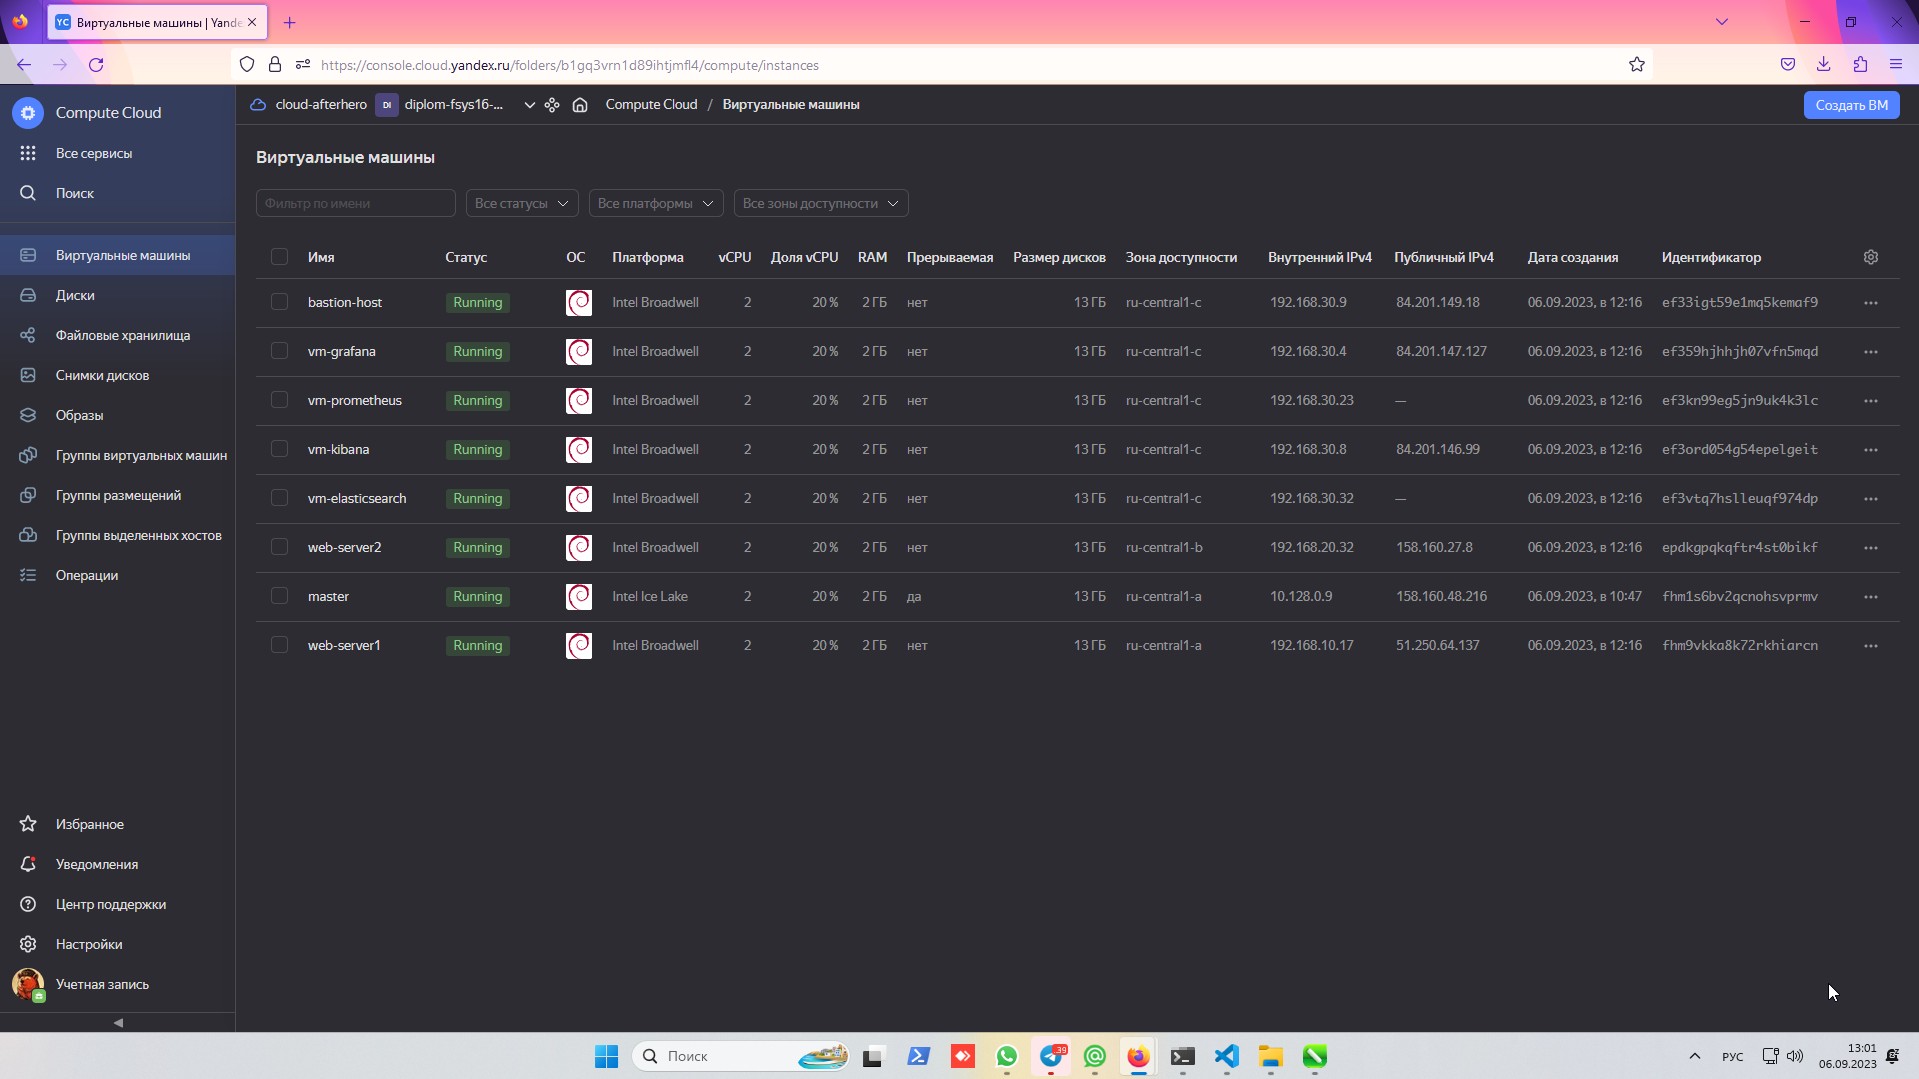 YC Виртуальные машины | Yande
https://console.cloud.yandex.ru/folders/b1gq3vrn1d89ihtjmfl4/compute/instances
Compute Cloud
Все сервисы
Поиск
Виртуальные машины
Диски
Файловые хранилища
Снимки дисков
Образы
Группы виртуальных машин
Группы размещений
Группы выделенных хостов
Операции
Избранное
Уведомления
Центр поддержки
Настройки
Учетная запись
cloud-afterhero DI diplom-fsys16-... Compute Cloud / Виртуальные машины Создать ВМ
Виртуальные машины
Фильтр по имени Все статусы Все платформы Все зоны доступности
Имя Статус ОС Платформа vCPU Доля vCPU RAM Прерываемая Размер дисков Зона доступности Внутренний IPv4 Публичный IPv4 Дата создания Идентификатор
bastion-host Running Intel Broadwell 2 20 % 2 ГБ нет 13 ГБ ru-central1-c 192.168.30.9 84.201.149.18 06.09.2023, в 12:16 ef33igt59e1mq5kemaf9
vm-grafana Running Intel Broadwell 2 20 % 2 ГБ нет 13 ГБ ru-central1-c 192.168.30.4 84.201.147.127 06.09.2023, в 12:16 ef359hjhhjh07vfn5mqd
vm-prometheus Running Intel Broadwell 2 20 % 2 ГБ нет 13 ГБ ru-central1-c 192.168.30.23 — 06.09.2023, в 12:16 ef3kn99eg5jn9uk4k3lc
vm-kibana Running Intel Broadwell 2 20 % 2 ГБ нет 13 ГБ ru-central1-c 192.168.30.8 84.201.146.99 06.09.2023, в 12:16 ef3ord054g54epelgeit
vm-elasticsearch Running Intel Broadwell 2 20 % 2 ГБ нет 13 ГБ ru-central1-c 192.168.30.32 — 06.09.2023, в 12:16 ef3vtq7hslleuqf974dp
web-server2 Running Intel Broadwell 2 20 % 2 ГБ нет 13 ГБ ru-central1-b 192.168.20.32 158.160.27.8 06.09.2023, в 12:16 epdkgpqkqftr4st0bikf
master Running Intel Ice Lake 2 20 % 2 ГБ да 13 ГБ ru-central1-a 10.128.0.9 158.160.48.216 06.09.2023, в 10:47 fhm1s6bv2qcnohsvprmv
web-server1 Running Intel Broadwell 2 20 % 2 ГБ нет 13 ГБ ru-central1-a 192.168.10.17 51.250.64.137 06.09.2023, в 12:16 fhm9vkka8k72rkhiarcn
Поиск 39 РУС 13:01
06.09.2023